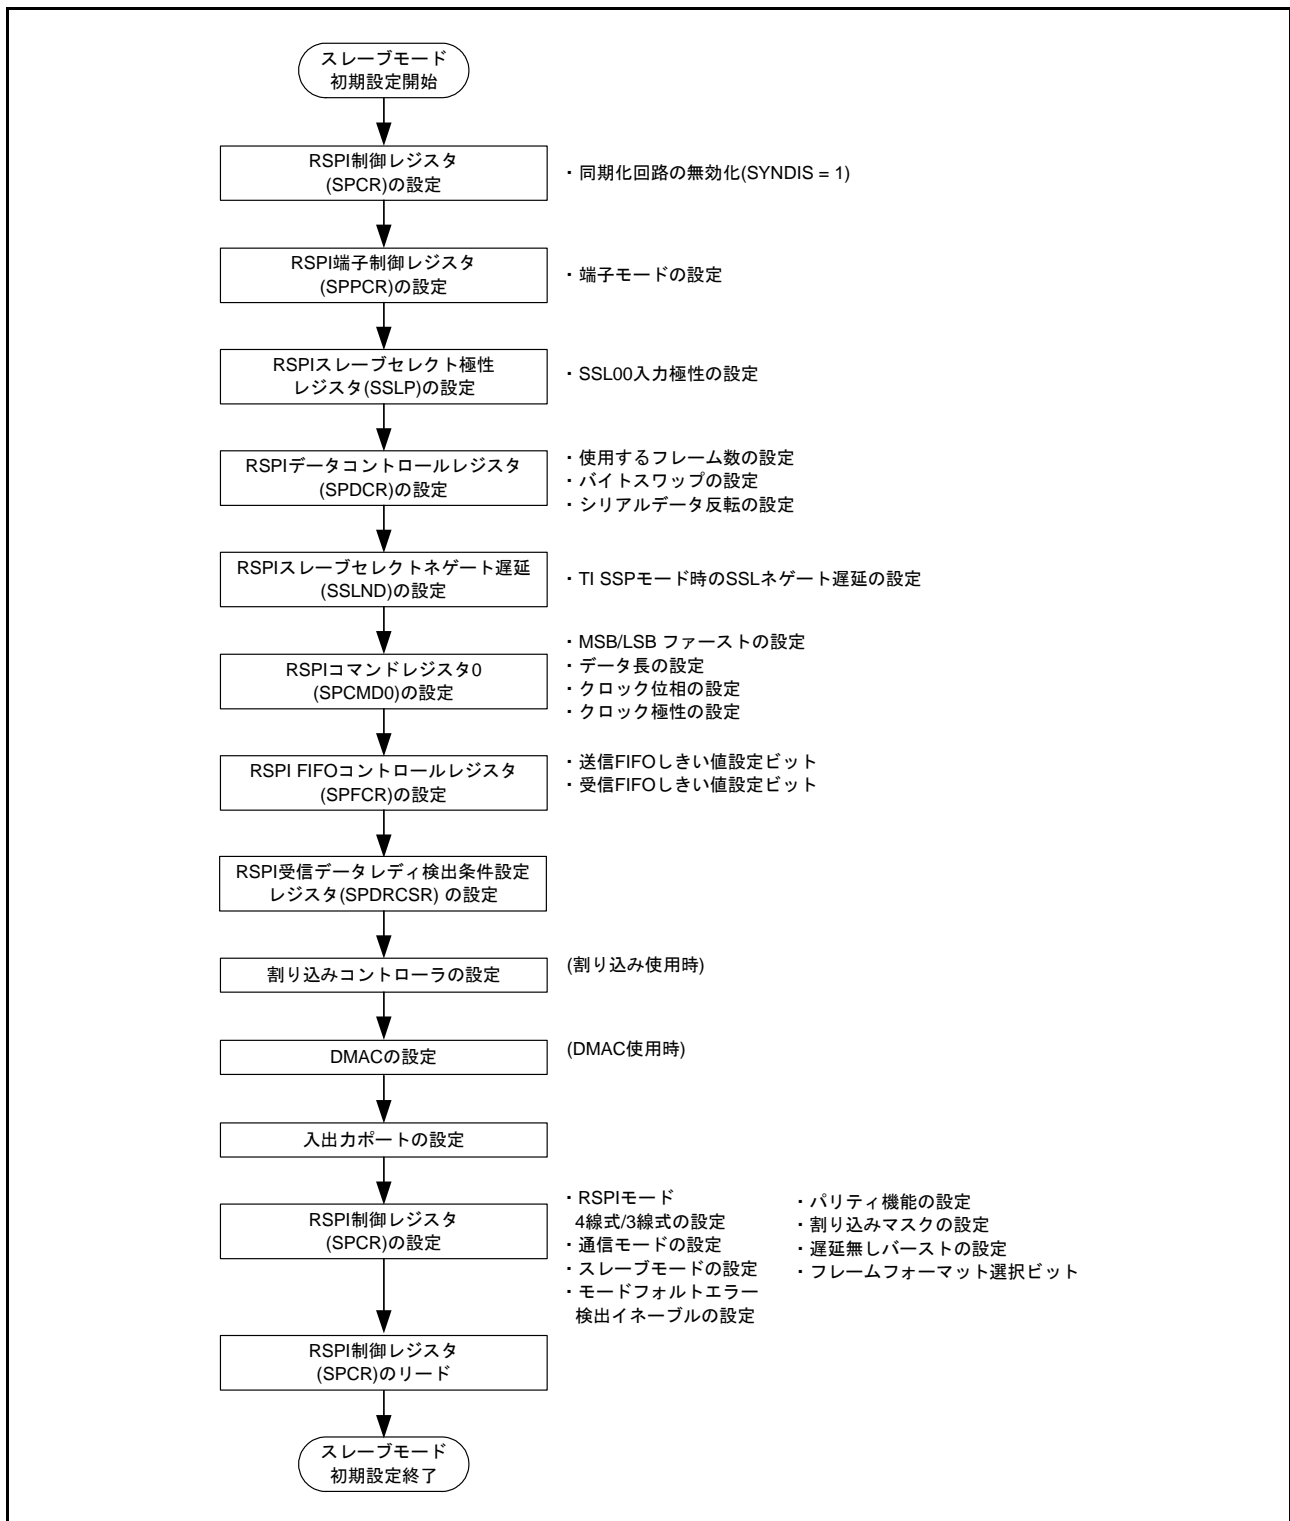 スレーブモード
初期設定開始
RSPI制御レジスタ
(SPCR)の設定
・同期化回路の無効化(SYNDIS = 1)
RSPI端子制御レジスタ
(SPPCR)の設定
・端子モードの設定
RSPIスレーブセレクト極性
レジスタ(SSLP)の設定
・SSL00入力極性の設定
RSPIデータコントロールレジスタ
(SPDCR)の設定
・使用するフレーム数の設定
・バイトスワップの設定
・シリアルデータ反転の設定
RSPIスレーブセレクトネゲート遅延
(SSLND)の設定
・TI SSPモード時のSSLネゲート遅延の設定
RSPIコマンドレジスタ0
(SPCMD0)の設定
・MSB/LSB ファーストの設定
・データ長の設定
・クロック位相の設定
・クロック極性の設定
RSPI FIFOコントロールレジスタ
(SPFCR)の設定
・送信FIFOしきい値設定ビット
・受信FIFOしきい値設定ビット
RSPI受信データレディ検出条件設定
レジスタ(SPDRCSR) の設定
割り込みコントローラの設定
(割り込み使用時)
DMACの設定
(DMAC使用時)
入出力ポートの設定
RSPI制御レジスタ
(SPCR)の設定
・RSPIモード
4線式/3線式の設定
・通信モードの設定
・スレーブモードの設定
・モードフォルトエラー
検出イネーブルの設定
・パリティ機能の設定
・割り込みマスクの設定
・遅延無しバーストの設定
・フレームフォーマット選択ビット
RSPI制御レジスタ
(SPCR)のリード
スレーブモード
初期設定終了